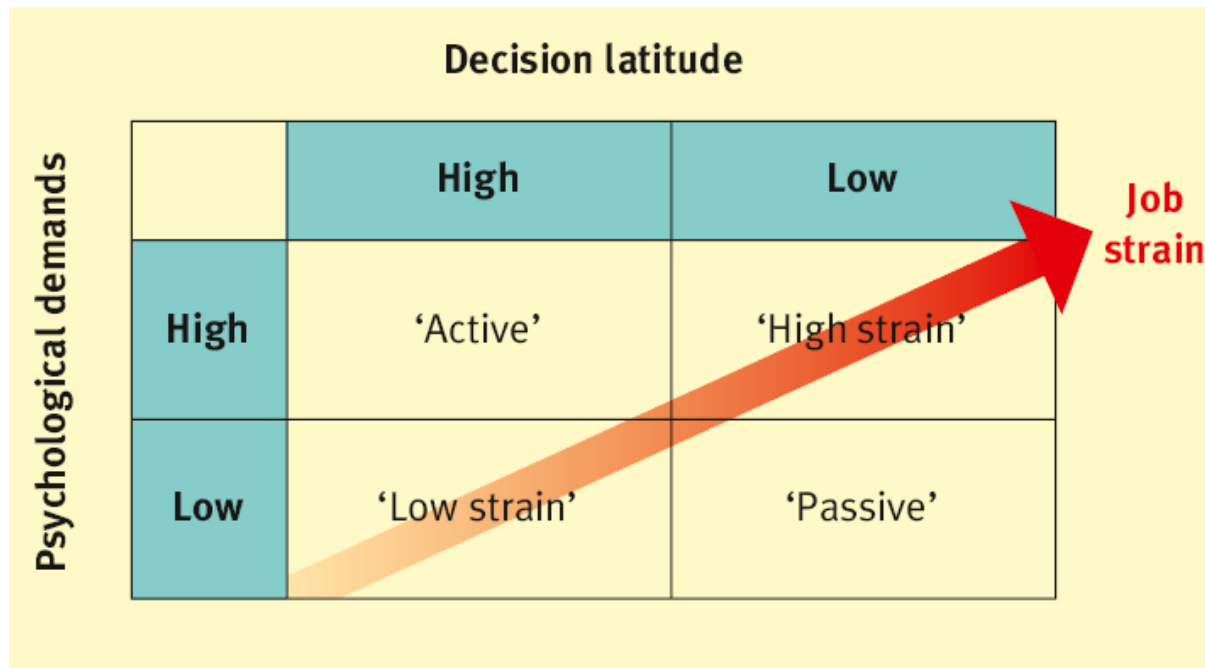 Decision latitude
Psychological demands
High
Low
Job
strain
High
‘Active’
‘High strain’
Low
‘Low strain’
‘Passive’